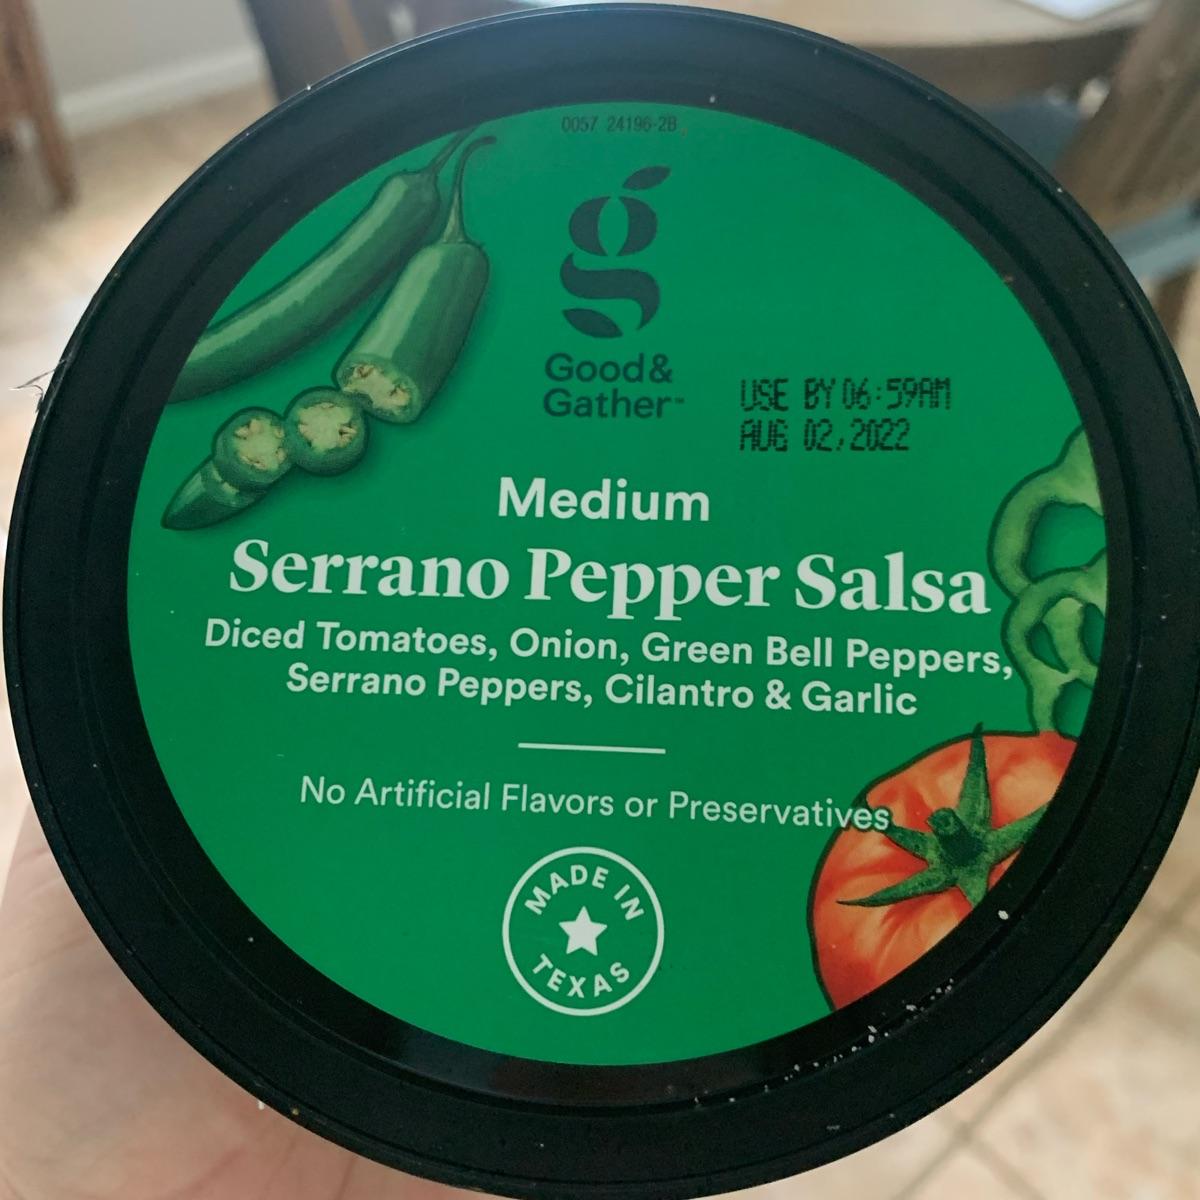 0057 24196-2B
Good &
Gather™
USE BY 06:59AM
AUG 02,2022
Medium
Serrano Pepper Salsa
Diced Tomatoes, Onion, Green Bell Peppers,
Serrano Peppers, Cilantro & Garlic
No Artificial Flavors or Preservatives
MADE IN
TEXAS